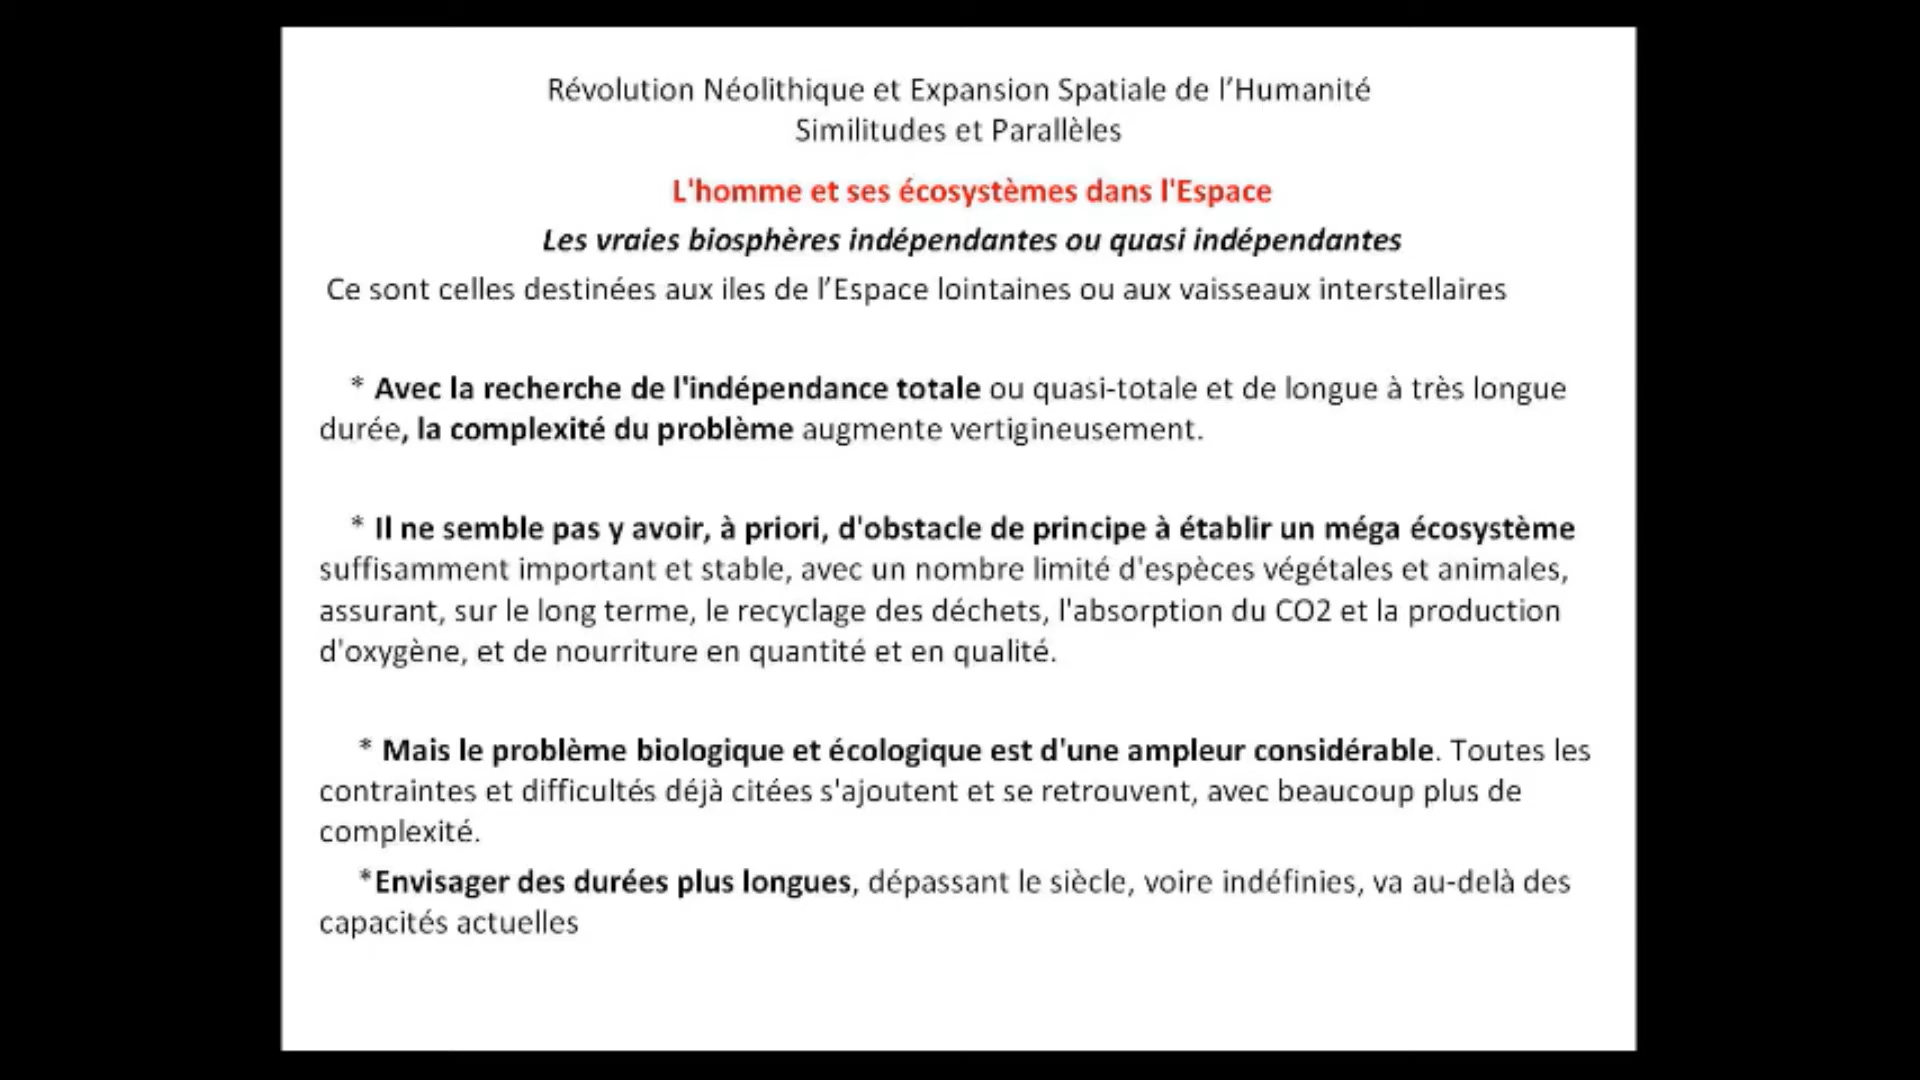 Révolution Néolithique et Expansion Spatiale de l’Humanité
Similitudes et Parallèles
L'homme et ses écosystèmes dans l'Espace
Les vraies biosphères indépendantes ou quasi indépendantes
Ce sont celles destinées aux iles de l’Espace lointaines ou aux vaisseaux interstellaires
* Avec la recherche de l'indépendance totale ou quasi-totale et de longue à très longue
durée, la complexité du problème augmente vertigineusement.
* Il ne semble pas y avoir, à priori, d'obstacle de principe à établir un méga écosystème
suffisamment important et stable, avec un nombre limité d'espèces végétales et animales,
assurant, sur le long terme, le recyclage des déchets, l'absorption du CO2 et la production
d'oxygène, et de nourriture en quantité et en qualité.
* Mais le problème biologique et écologique est d'une ampleur considérable. Toutes les
contraintes et difficultés déjà citées s'ajoutent et se retrouvent, avec beaucoup plus de
complexité.
*Envisager des durées plus longues, dépassant le siècle, voire indéfinies, va au-delà des
capacités actuelles